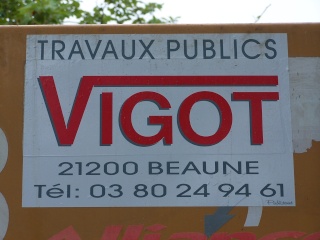 TRAVAUX PUBLICS
VIGOT
21200 BEAUNE
Tél: 03 80 24 94 61